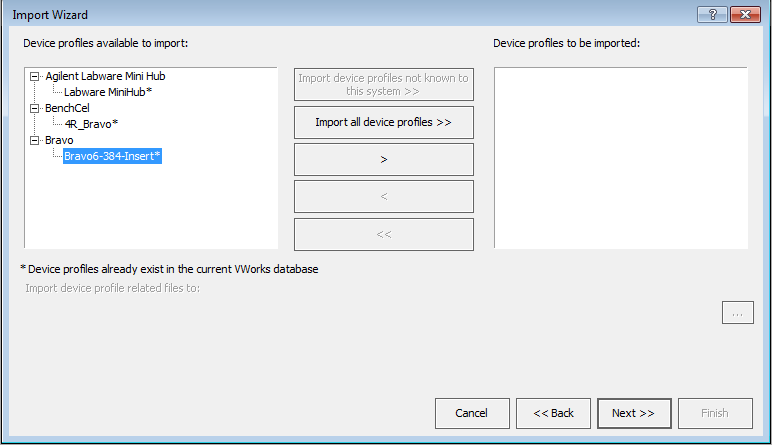 Import Wizard
?
Device profiles available to import:
Device profiles to be imported:
Agilent Labware Mini Hub
Labware MiniHub*
BenchCel
4R_Bravo*
Bravo
Bravo6-384-Insert*
Import device profiles not known to
this system >>
Import all device profiles >>
>
<
<<
* Device profiles already exist in the current VWorks database
Import device profile related files to:
...
Cancel
<< Back
Next >>
Finish